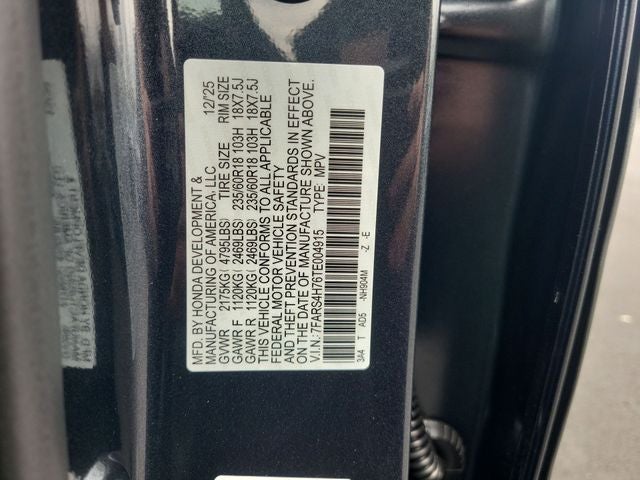 MFD. BY HONDA DEVELOPMENT &
MANUFACTURING OF AMERICA, LLC 12/'25
GVWR 2175KG( 4795LBS) TIRE SIZE RIM SIZE
GAWR F 1120KG( 2469LBS) 235/60R18 103H 18X7.5J
GAWR R 1120KG( 2469LBS) 235/60R18 103H 18X7.5J
THIS VEHICLE CONFORMS TO ALL APPLICABLE
FEDERAL MOTOR VEHICLE SAFETY
AND THEFT PREVENTION STANDARDS IN EFFECT
ON THE DATE OF MANUFACTURE SHOWN ABOVE.
V.I.N.: 7FARS4H76TE004915 TYPE: MPV
3A4 T AD5 -NH904M -Z -E